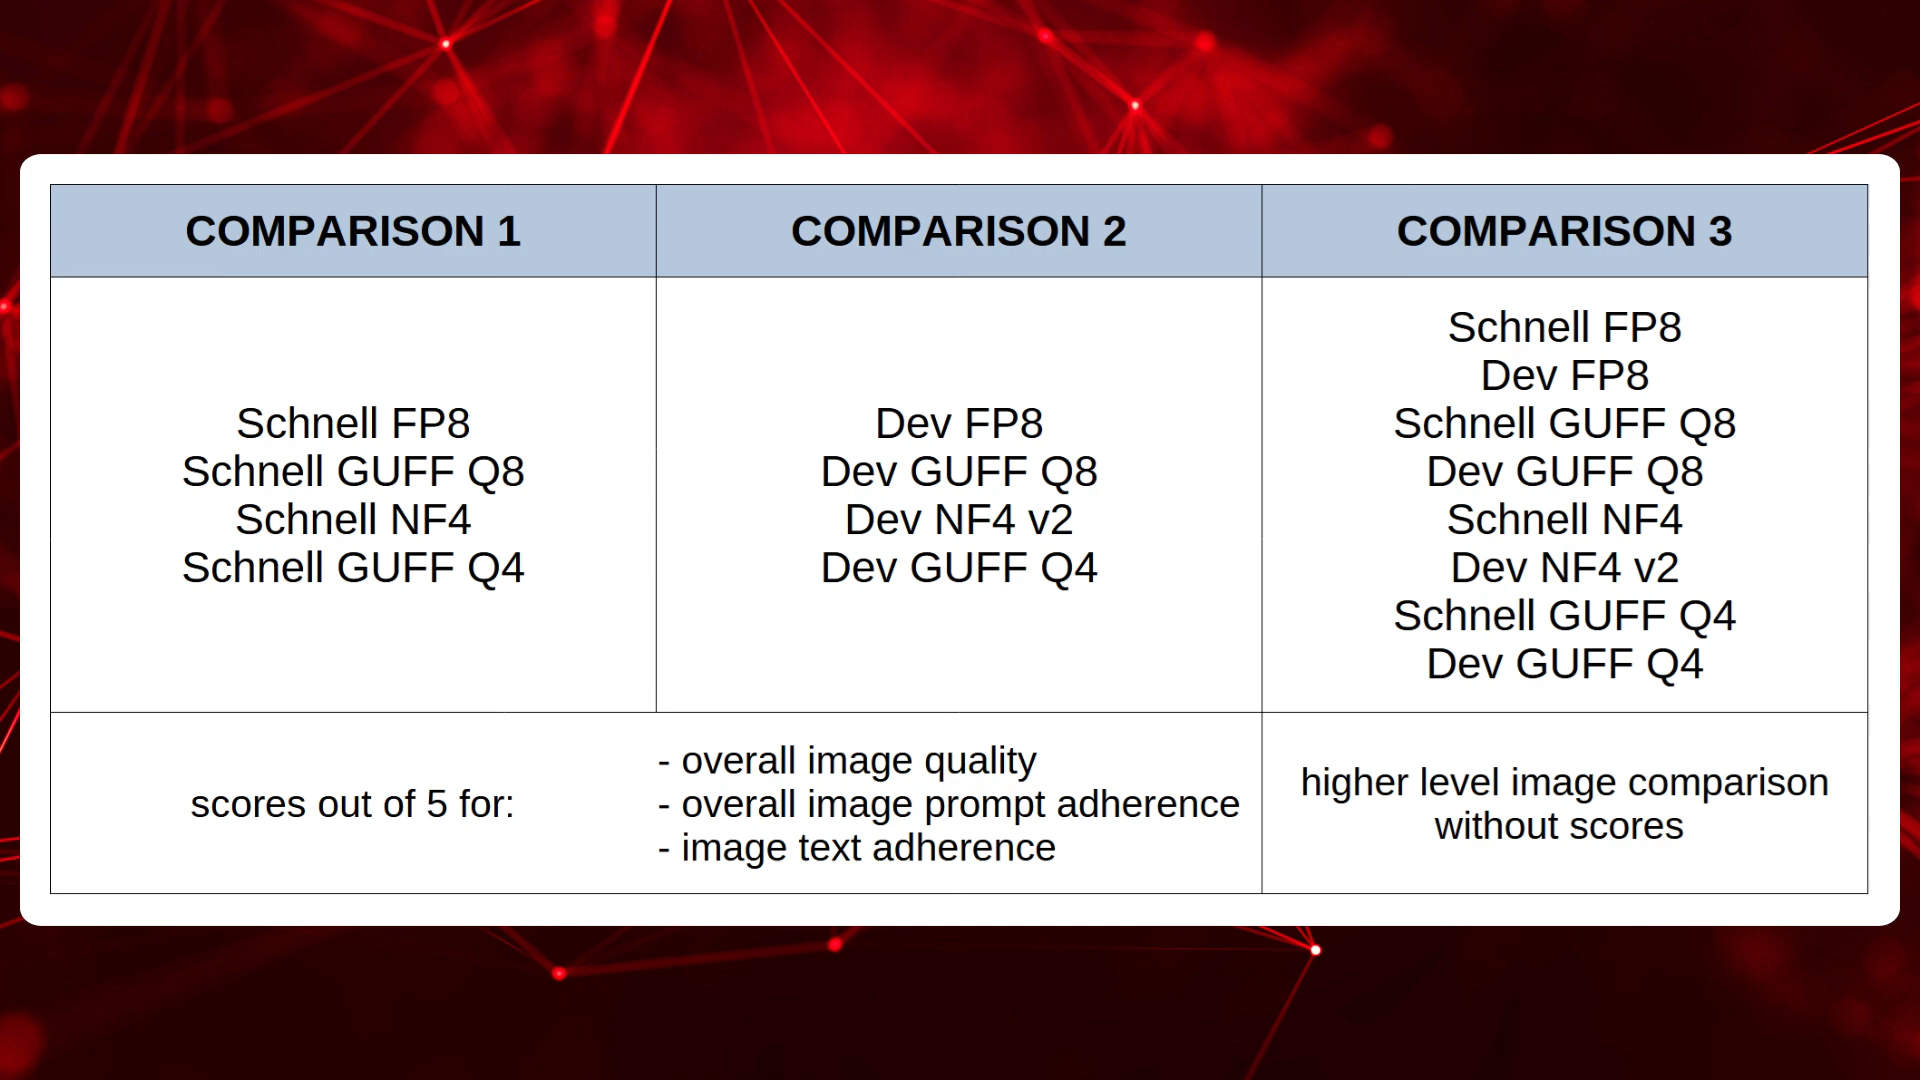 COMPARISON 1
COMPARISON 2
COMPARISON 3
Schnell FP8
Schnell GUFF Q8
Schnell NF4
Schnell GUFF Q4
Dev FP8
Dev GUFF Q8
Dev NF4 v2
Dev GUFF Q4
Schnell FP8
Dev FP8
Schnell GUFF Q8
Dev GUFF Q8
Schnell NF4
Dev NF4 v2
Schnell GUFF Q4
Dev GUFF Q4
scores out of 5 for:
- overall image quality
- overall image prompt adherence
- image text adherence
higher level image comparison
without scores